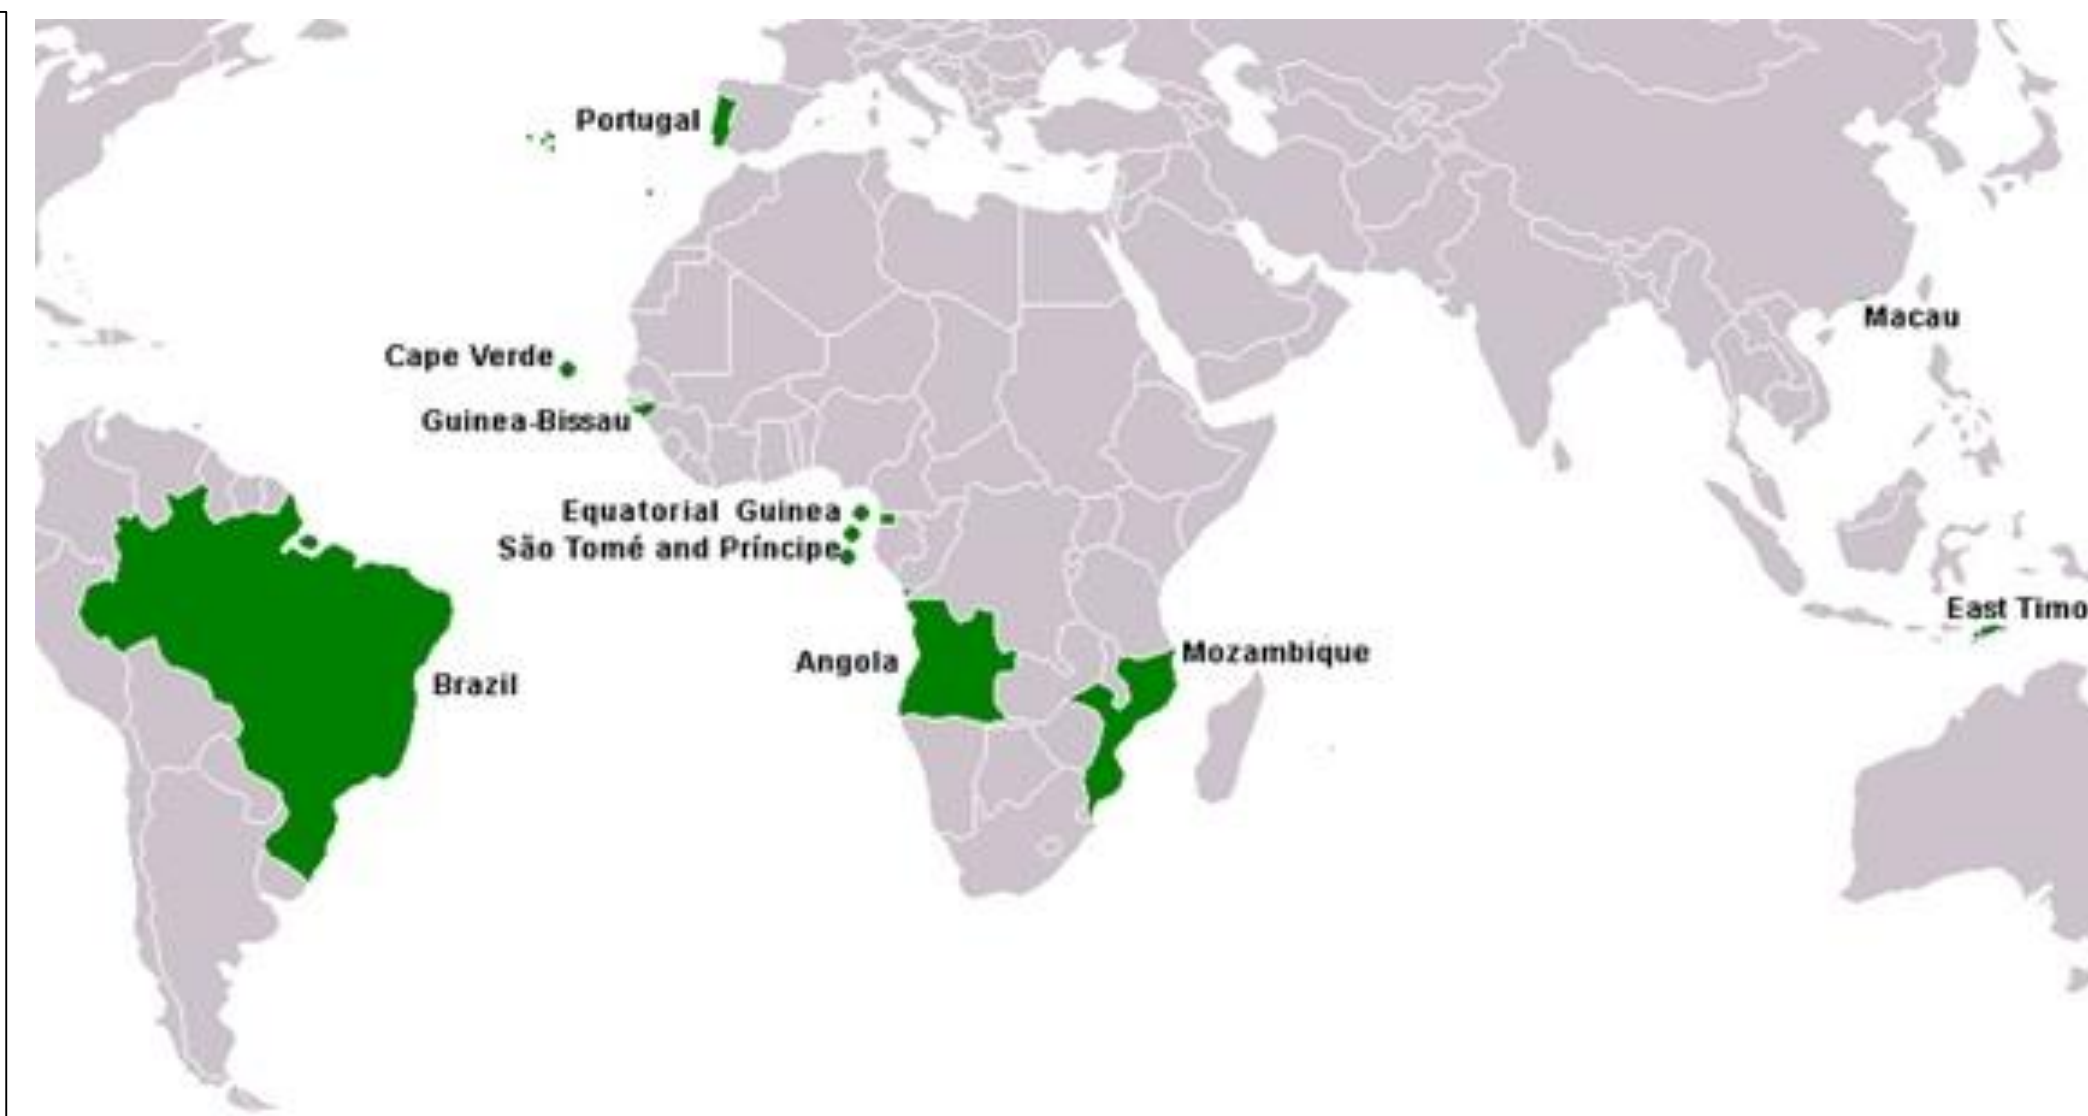 Portugal
Macau
Cape Verde
Guinea-Bissau
Equatorial Guinea
São Tomé and Príncipe
East Timo
Mozambique
Angola
Brazil